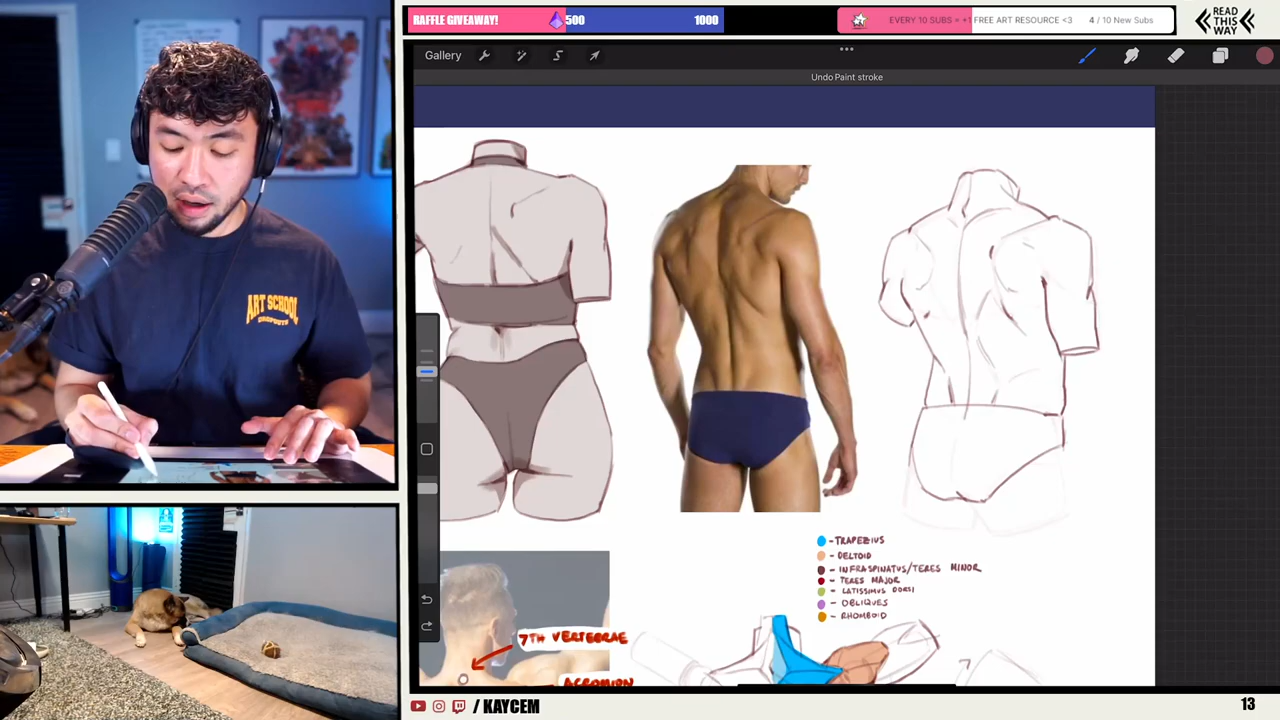 RAFFLE GIVEAWAY!
500
1000
EVERY 10 SUBS = +1 FREE ART RESOURCE <3
4 / 10 New Subs
READ
THIS
WAY
Gallery
Undo Paint stroke
ART SCHOOL
DROPOUTS
- TRAPEZIUS
- DELTOID
- INFRASPINATUS/TERES MINOR
- TERES MAJOR
- LATISSIMUS DORSI
- OBLIQUES
- RHOMBOID
7TH VERTEBRAE
ACROMION
/ KAYCEM
13